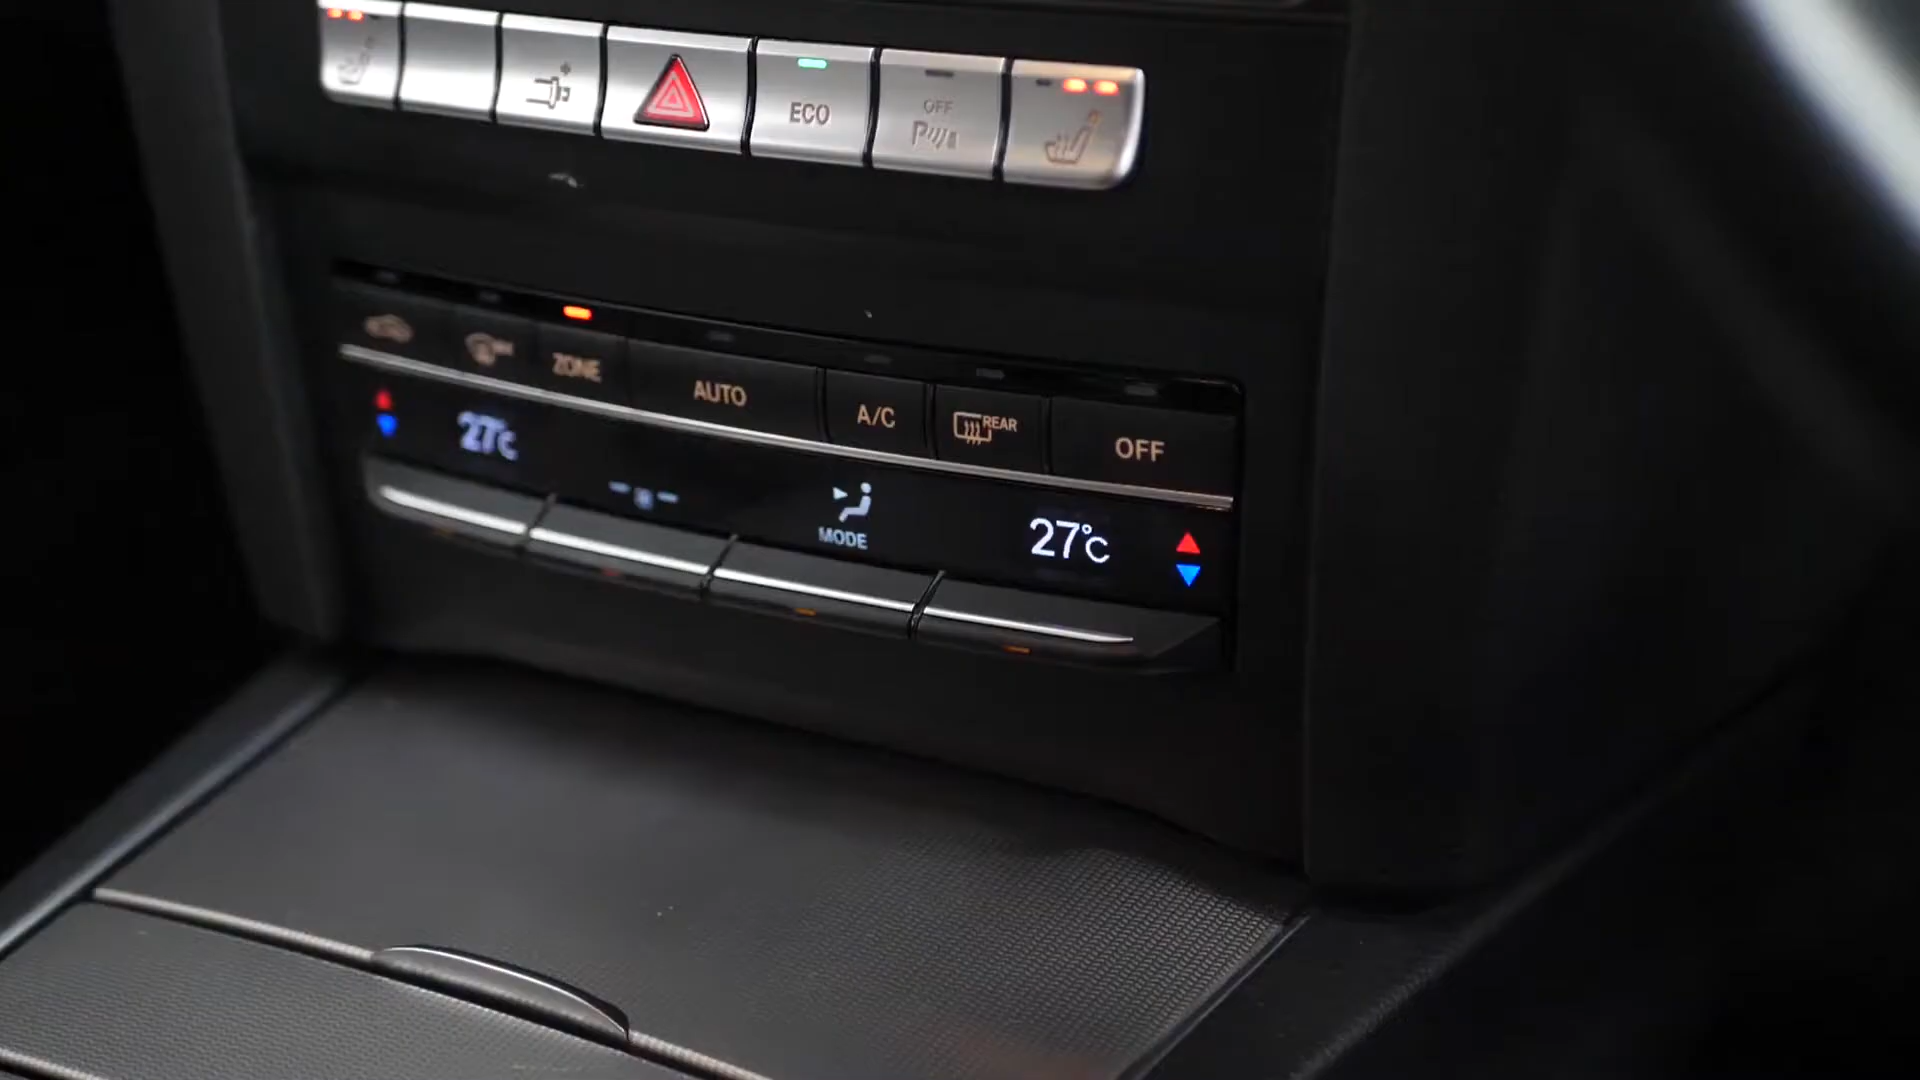 ECO
OFF
P
ZONE
AUTO
A/C
REAR
OFF
27°C
MODE
27°C